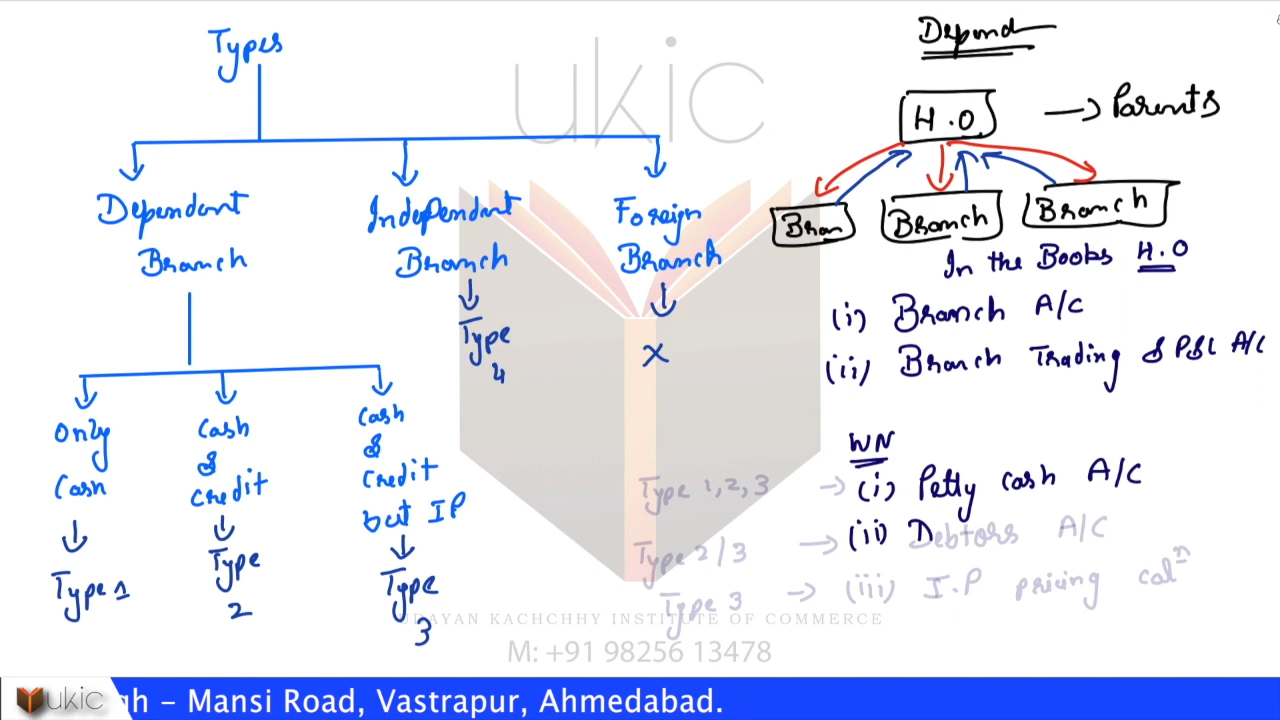 Types
Dependant Branch
Independant Branch
Foreign Branch
Type 4
X
Only Cash
Type 1
Cash & Credit
Type 2
Cash & Credit but IP
Type 3
Depend
H.O → Parents
Bran
Branch
Branch
In the Books H.O
(i) Branch A/C
(ii) Branch Trading & P&L A/C
WN
Type 1,2,3 → (i) Petty cash A/C
Type 2/3 → (ii) Debtors A/C
Type 3 → (iii) I.P pricing calⁿ
ukic
UDAYAN KACHCHHY INSTITUTE OF COMMERCE
M: +91 98256 13478
ukic
gh – Mansi Road, Vastrapur, Ahmedabad.